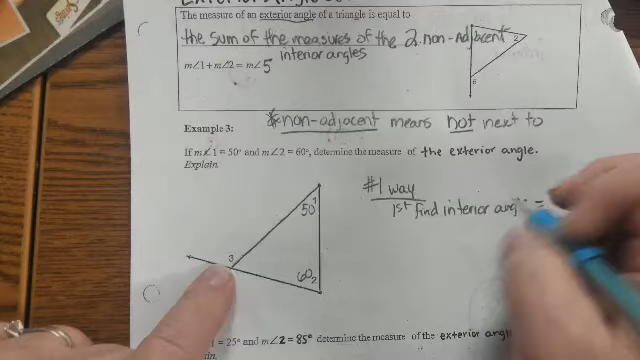 The measure of an exterior angle of a triangle is equal to
the sum of the measures of the 2 non-adjacent
interior angles
m∠1 + m∠2 = m∠5
2
6
*non-adjacent means not next to
Example 3:
If m∠1 = 50° and m∠2 = 60°, determine the measure of the exterior angle.
Explain.
#1 way
1st find interior =
50° 1
3
60 2
1 = 25° and m∠2 = 85° determine the measure of the exterior